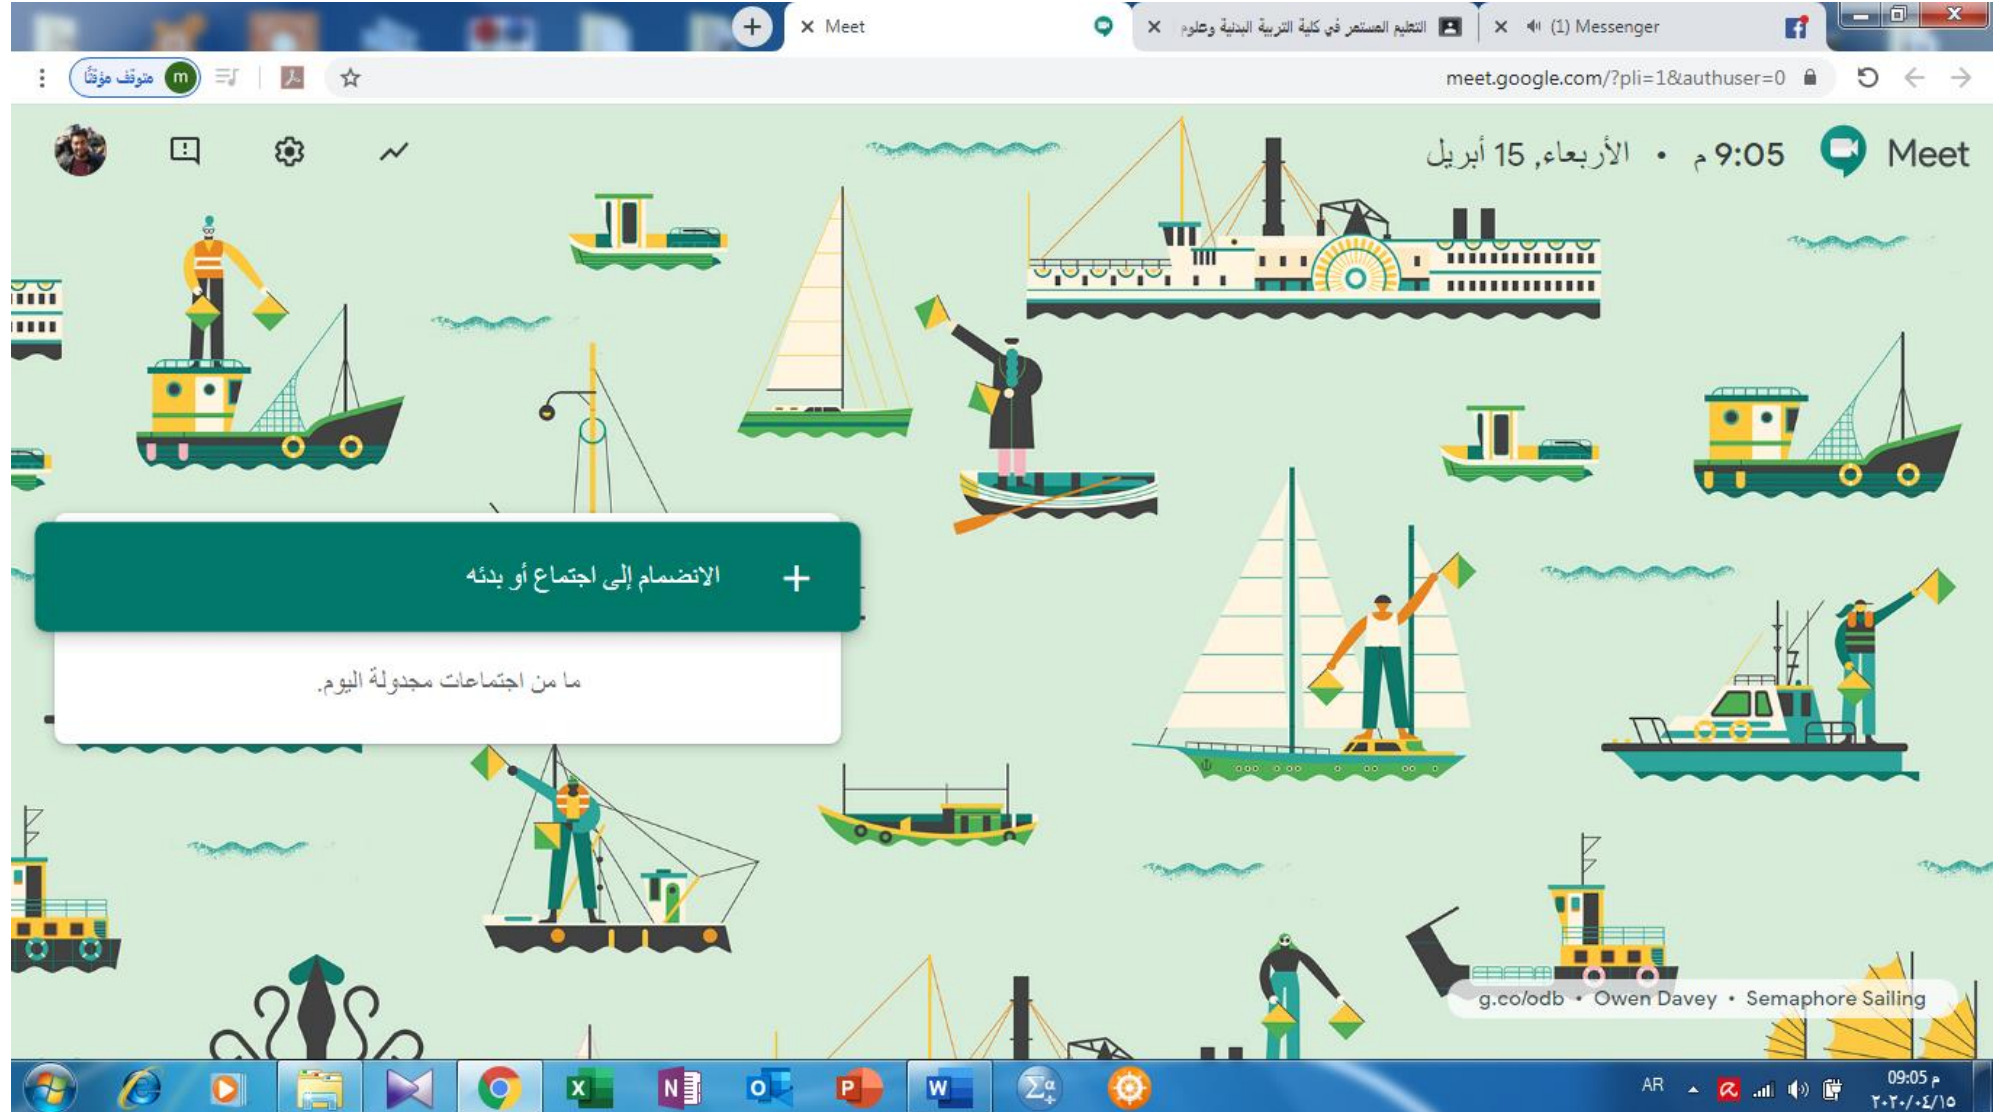 (1) Messenger
التعليم المستمر في كلية التربية البدنية وعلوم
Meet
meet.google.com/?pli=1&authuser=0
متوقف مؤقتًا
m
Meet
9:05 م • الأربعاء, 15 أبريل
الانضمام إلى اجتماع أو بدئه
ما من اجتماعات مجدولة اليوم.
g.co/odb • Owen Davey • Semaphore Sailing
AR
09:05 م
٢٠٢٠/٠٤/١٥